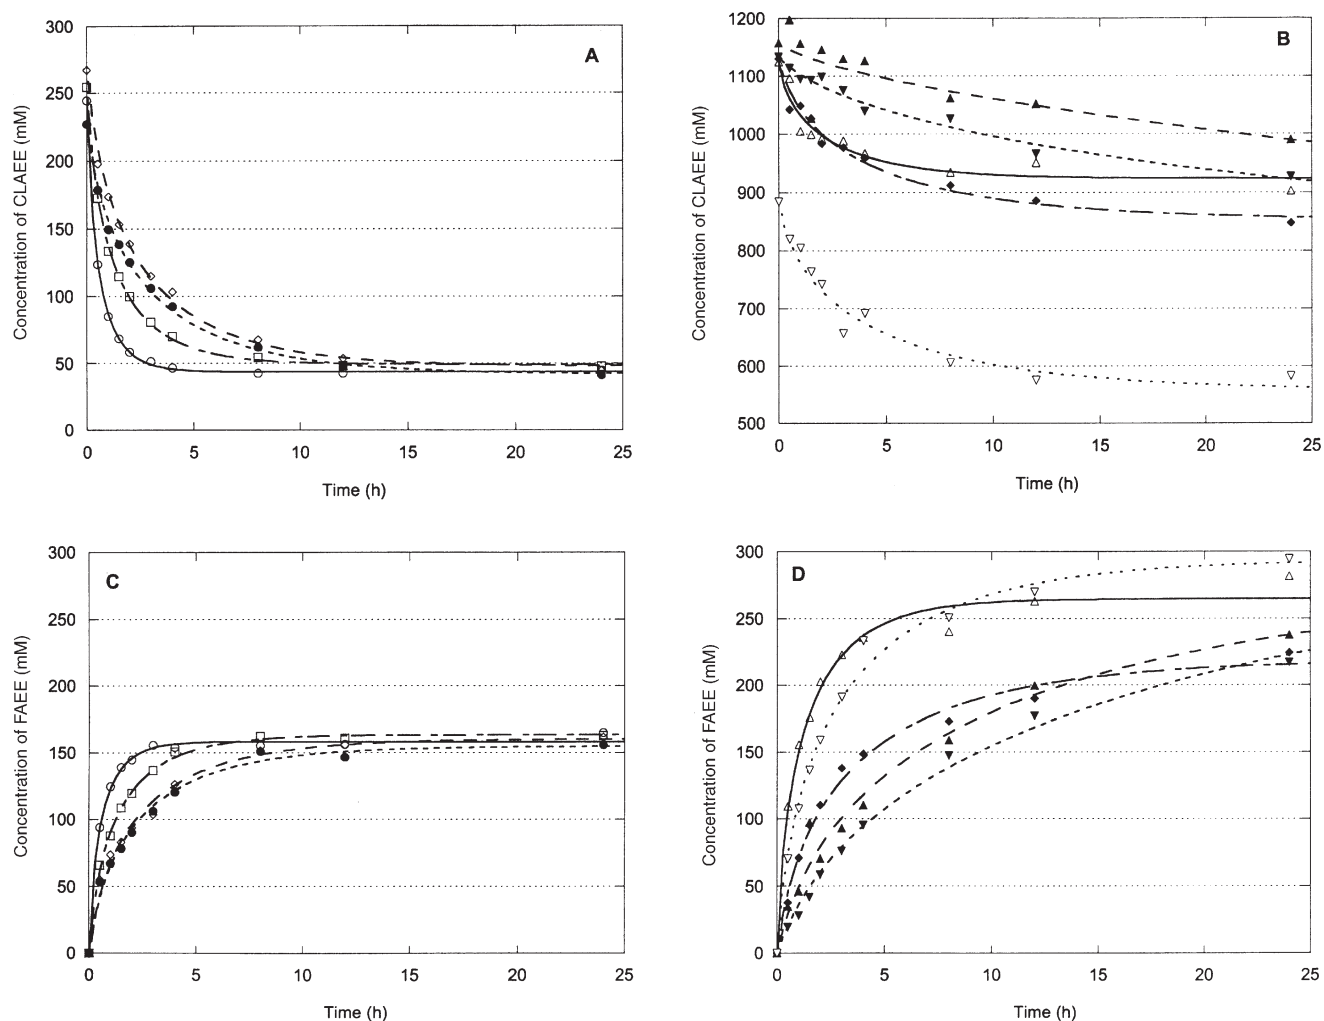 A
Concentration of CLAEE (mM)
300
250
200
150
100
50
0
0 5 10 15 20 25
Time (h)
B
Concentration of CLAEE (mM)
1200
1100
1000
900
800
700
600
500
0 5 10 15 20 25
Time (h)
C
Concentration of FAEE (mM)
300
250
200
150
100
50
0
0 5 10 15 20 25
Time (h)
D
Concentration of FAEE (mM)
300
250
200
150
100
50
0
0 5 10 15 20 25
Time (h)